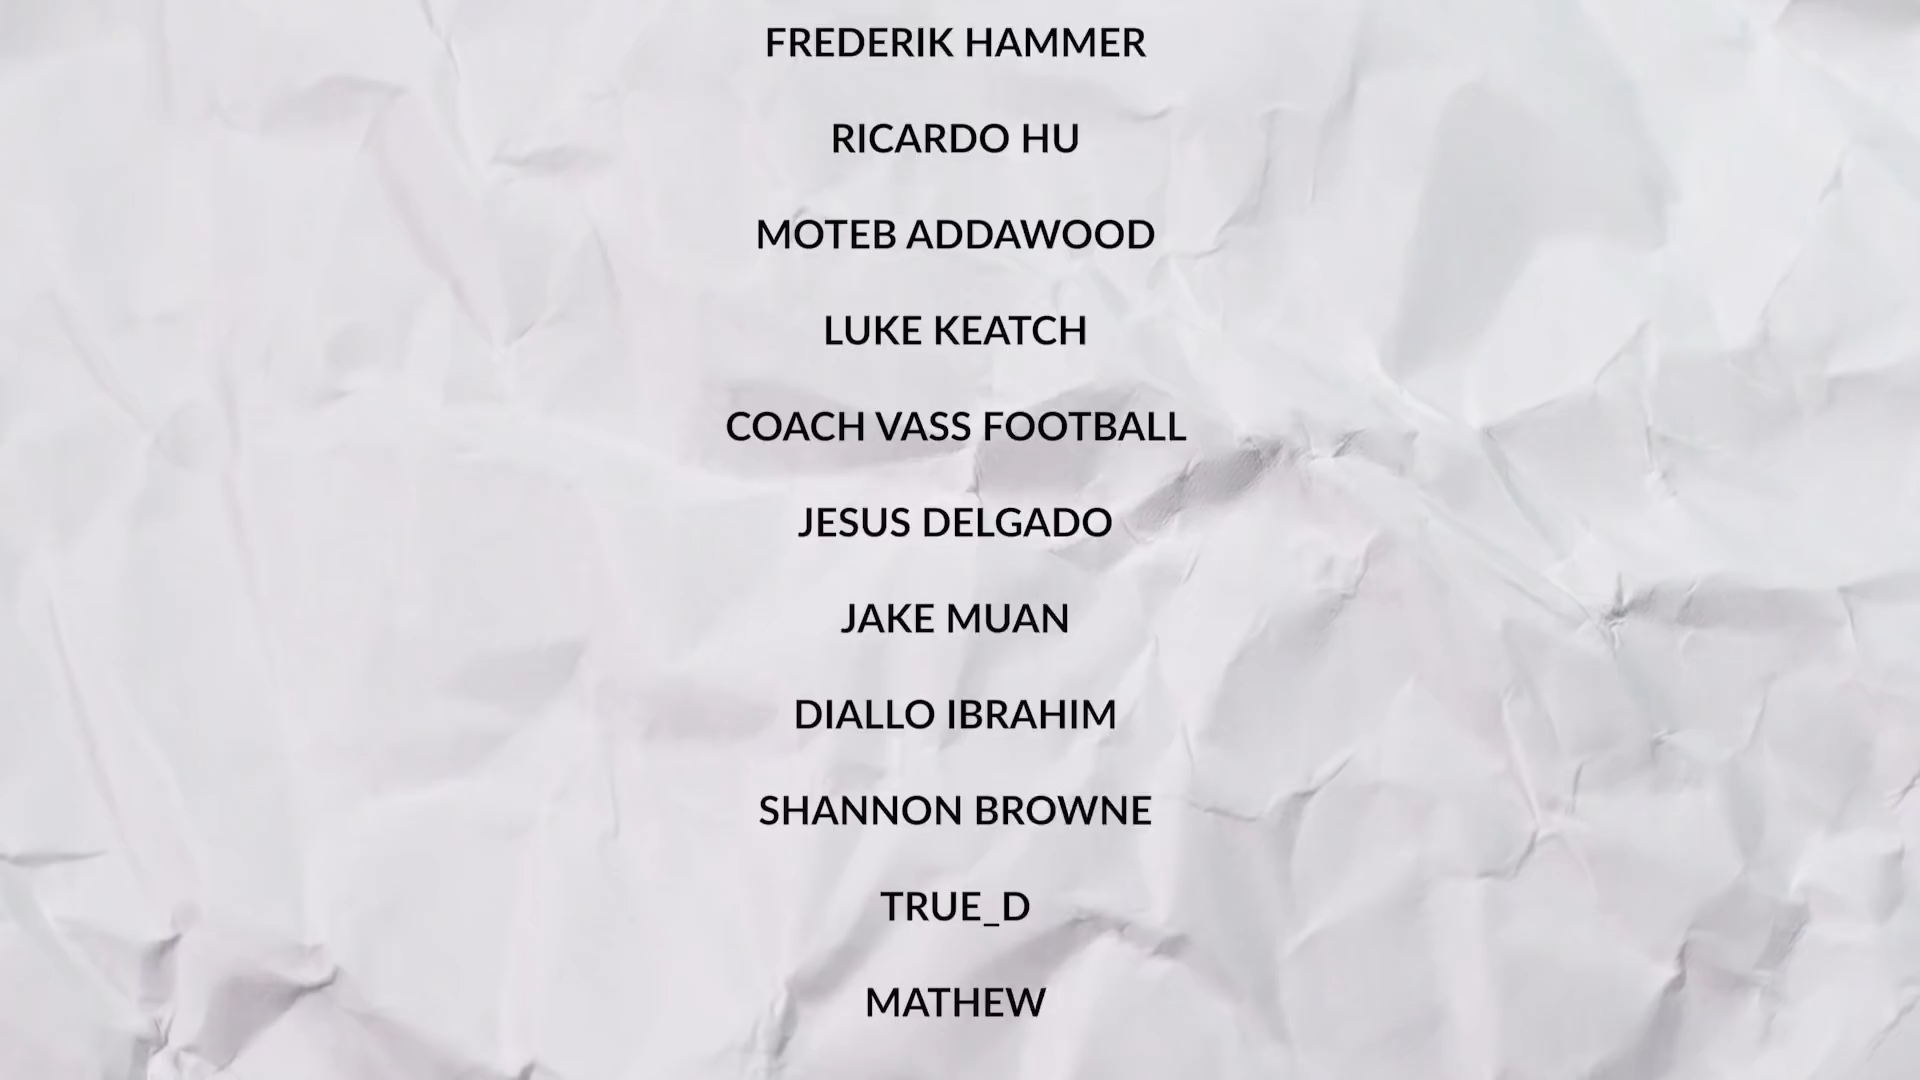 FREDERIK HAMMER
RICARDO HU
MOTEB ADDAWOOD
LUKE KEATCH
COACH VASS FOOTBALL
JESUS DELGADO
JAKE MUAN
DIALLO IBRAHIM
SHANNON BROWNE
TRUE_D
MATHEW